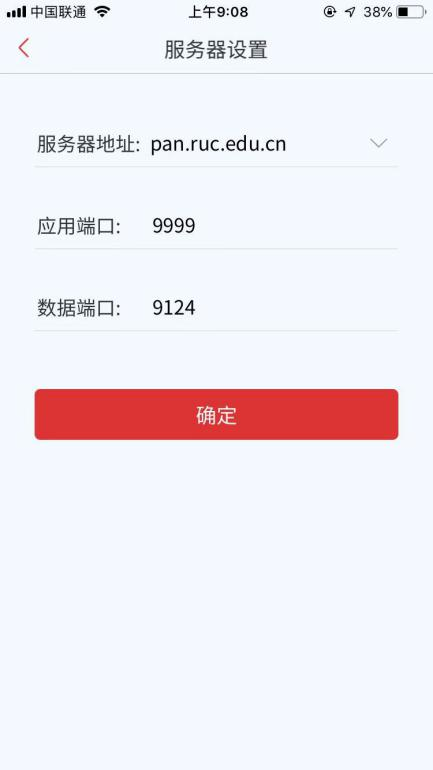 中国联通 上午9:08 38%
服务器设置
服务器地址: pan.ruc.edu.cn
应用端口: 9999
数据端口: 9124
确定